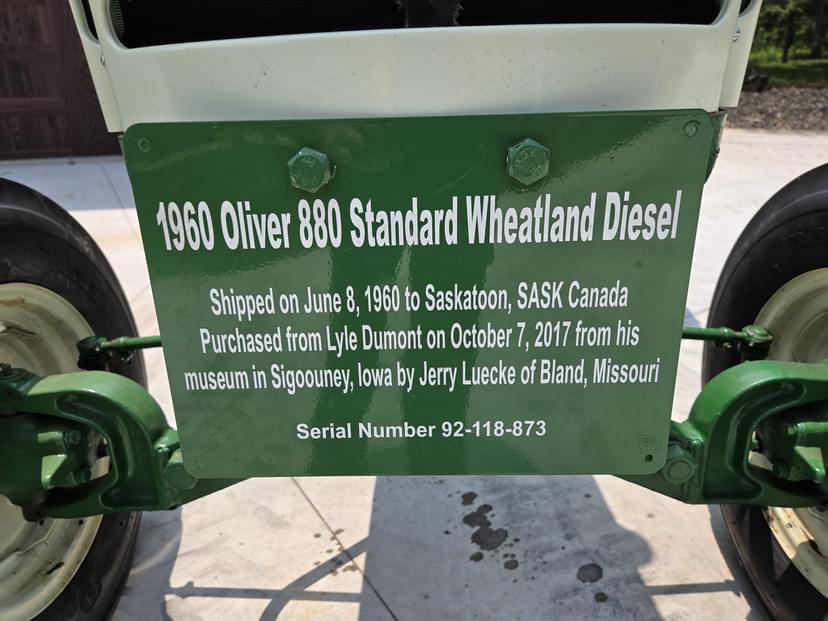 1960 Oliver 880 Standard Wheatland Diesel
Shipped on June 8, 1960 to Saskatoon, SASK Canada
Purchased from Lyle Dumont on October 7, 2017 from his
museum in Sigoouney, Iowa by Jerry Luecke of Bland, Missouri
Serial Number 92-118-873